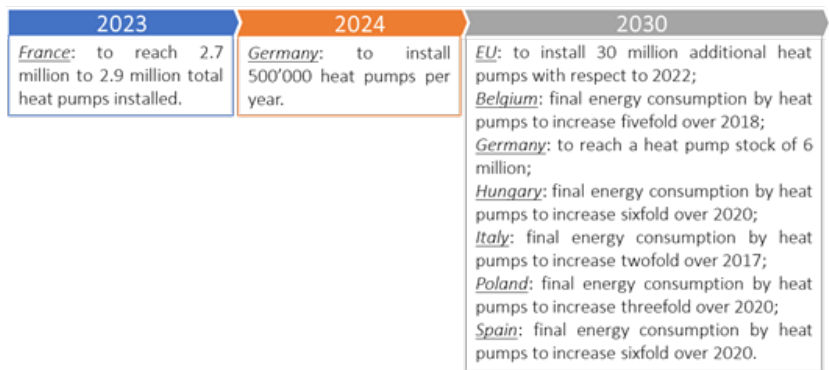 2023
France: to reach 2.7
million to 2.9 million total
heat pumps installed.
2024
Germany: to install
500’000 heat pumps per
year.
2030
EU: to install 30 million additional heat
pumps with respect to 2022;
Belgium: final energy consumption by heat
pumps to increase fivefold over 2018;
Germany: to reach a heat pump stock of 6
million;
Hungary: final energy consumption by heat
pumps to increase sixfold over 2020;
Italy: final energy consumption by heat
pumps to increase twofold over 2017;
Poland: final energy consumption by heat
pumps to increase threefold over 2020;
Spain: final energy consumption by heat
pumps to increase sixfold over 2020.